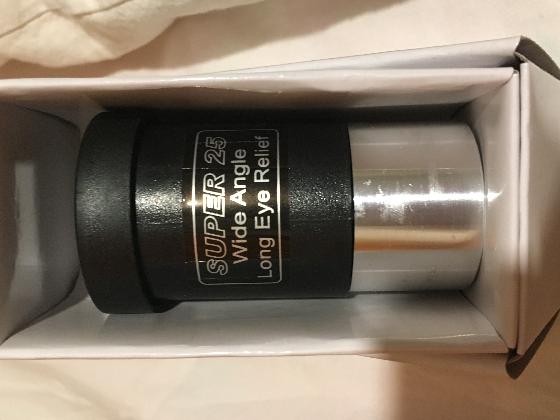 SUPER 25
Wide Angle
Long Eye Relief